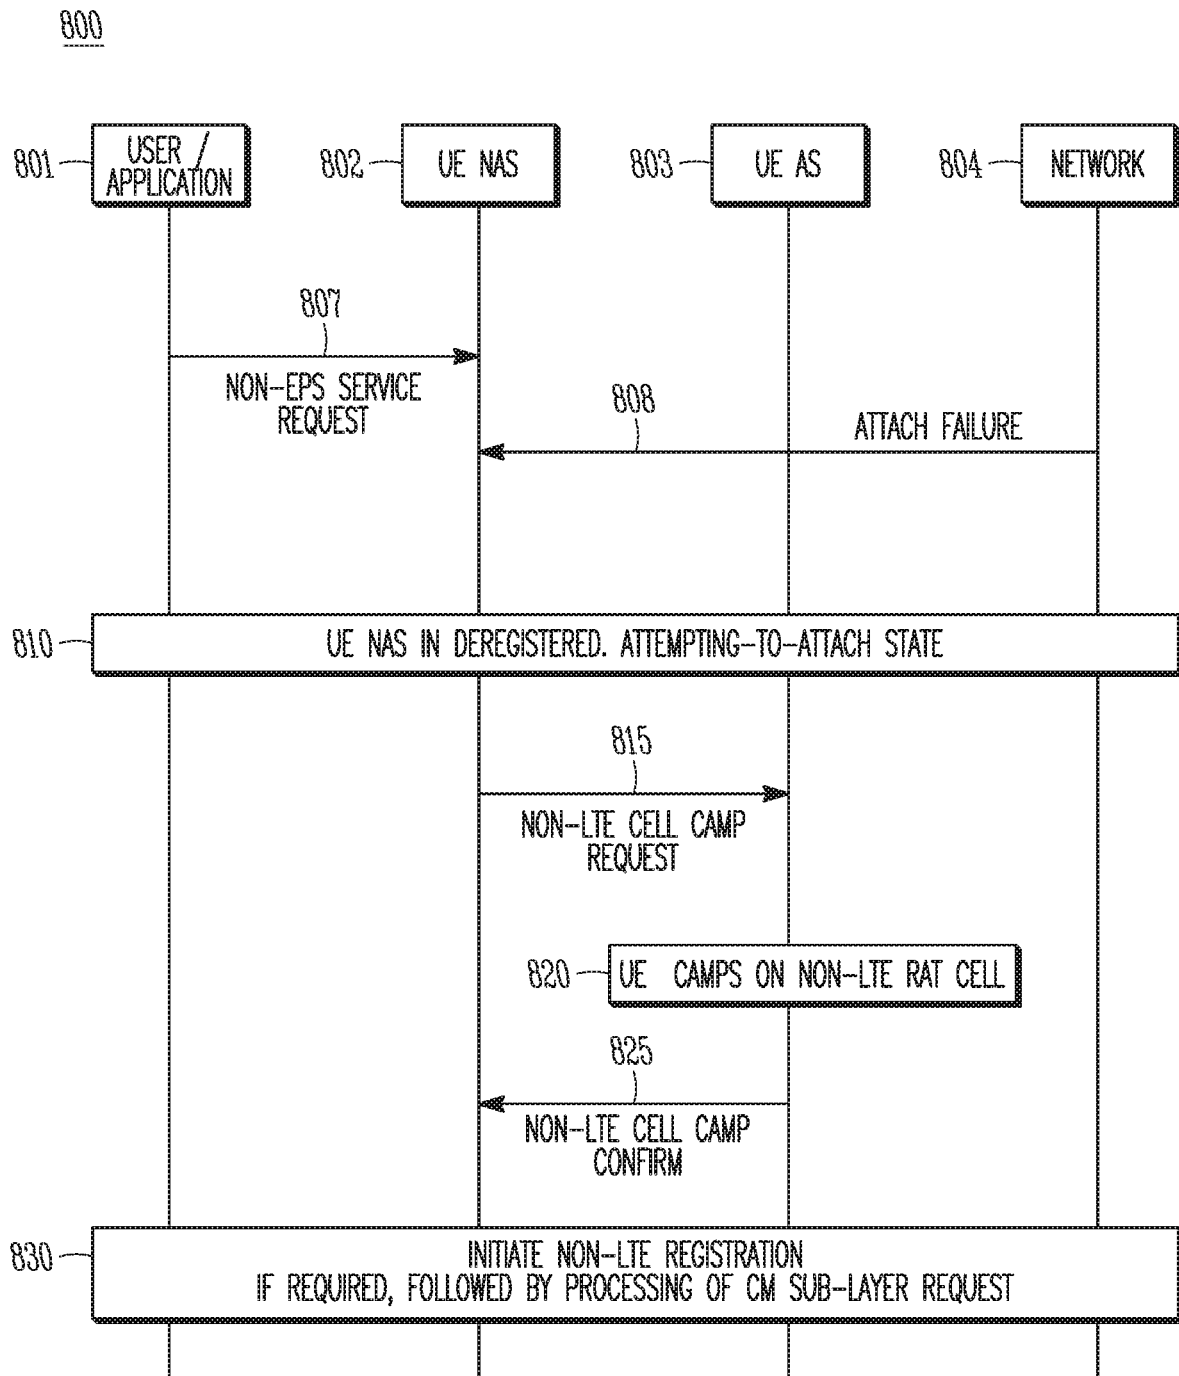 800
801
USER /
APPLICATION
802
UE NAS
803
UE AS
804
NETWORK
807
NON-EPS SERVICE
REQUEST
808
ATTACH FAILURE
810
UE NAS IN DEREGISTERED. ATTEMPTING-TO-ATTACH STATE
815
NON-LTE CELL CAMP
REQUEST
820
UE CAMPS ON NON-LTE RAT CELL
825
NON-LTE CELL CAMP
CONFIRM
830
INITIATE NON-LTE REGISTRATION
IF REQUIRED, FOLLOWED BY PROCESSING OF CM SUB-LAYER REQUEST